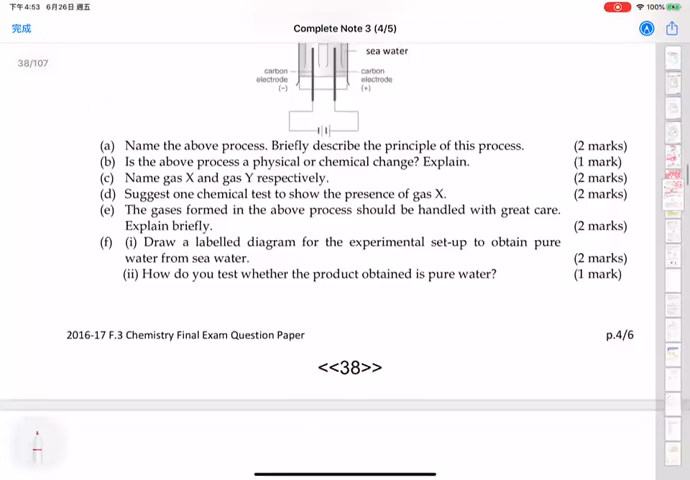 下午4:53 6月26日 週五
100%
完成
Complete Note 3 (4/5)
38/107
sea water
carbon electrode (−)
carbon electrode (+)
(a) Name the above process. Briefly describe the principle of this process. (2 marks)
(b) Is the above process a physical or chemical change? Explain. (1 mark)
(c) Name gas X and gas Y respectively. (2 marks)
(d) Suggest one chemical test to show the presence of gas X. (2 marks)
(e) The gases formed in the above process should be handled with great care.
Explain briefly. (2 marks)
(f) (i) Draw a labelled diagram for the experimental set-up to obtain pure
water from sea water. (2 marks)
(ii) How do you test whether the product obtained is pure water? (1 mark)
2016-17 F.3 Chemistry Final Exam Question Paper p.4/6
<<38>>